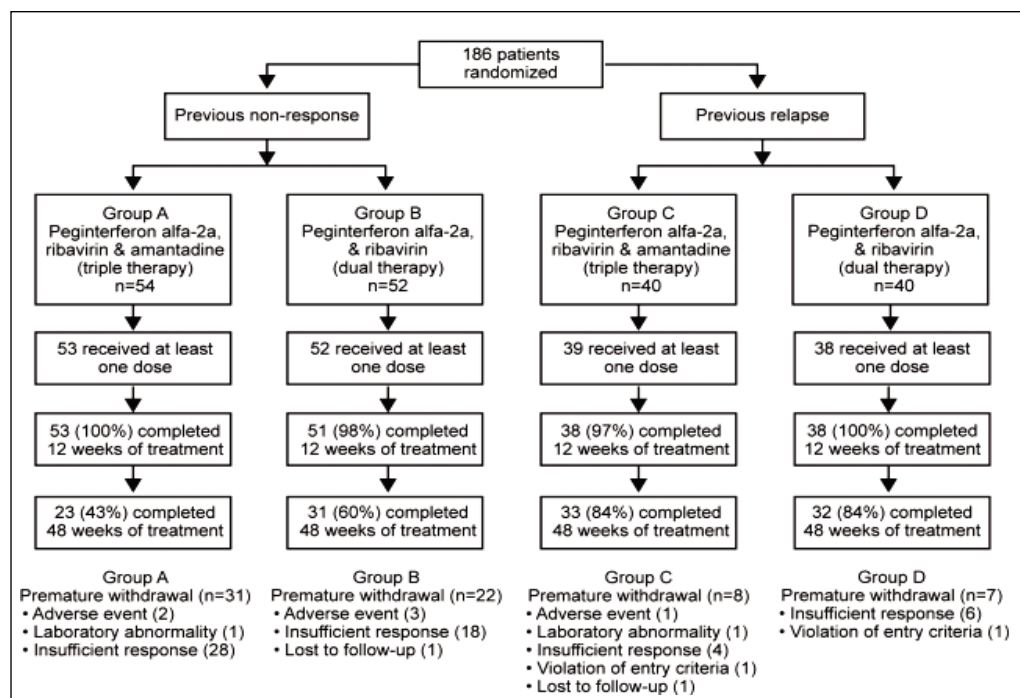 186 patients
randomized
Previous non-response
Previous relapse
Group A
Peginterferon alfa-2a,
ribavirin & amantadine
(triple therapy)
n=54
Group B
Peginterferon alfa-2a,
& ribavirin
(dual therapy)
n=52
Group C
Peginterferon alfa-2a,
ribavirin & amantadine
(triple therapy)
n=40
Group D
Peginterferon alfa-2a,
& ribavirin
(dual therapy)
n=40
53 received at least
one dose
52 received at least
one dose
39 received at least
one dose
38 received at least
one dose
53 (100%) completed
12 weeks of treatment
51 (98%) completed
12 weeks of treatment
38 (97%) completed
12 weeks of treatment
38 (100%) completed
12 weeks of treatment
23 (43%) completed
48 weeks of treatment
31 (60%) completed
48 weeks of treatment
33 (84%) completed
48 weeks of treatment
32 (84%) completed
48 weeks of treatment
Group A
Premature withdrawal (n=31)
• Adverse event (2)
• Laboratory abnormality (1)
• Insufficient response (28)
Group B
Premature withdrawal (n=22)
• Adverse event (3)
• Insufficient response (18)
• Lost to follow-up (1)
Group C
Premature withdrawal (n=8)
• Adverse event (1)
• Laboratory abnormality (1)
• Insufficient response (4)
• Violation of entry criteria (1)
• Lost to follow-up (1)
Group D
Premature withdrawal (n=7)
• Insufficient response (6)
• Violation of entry criteria (1)